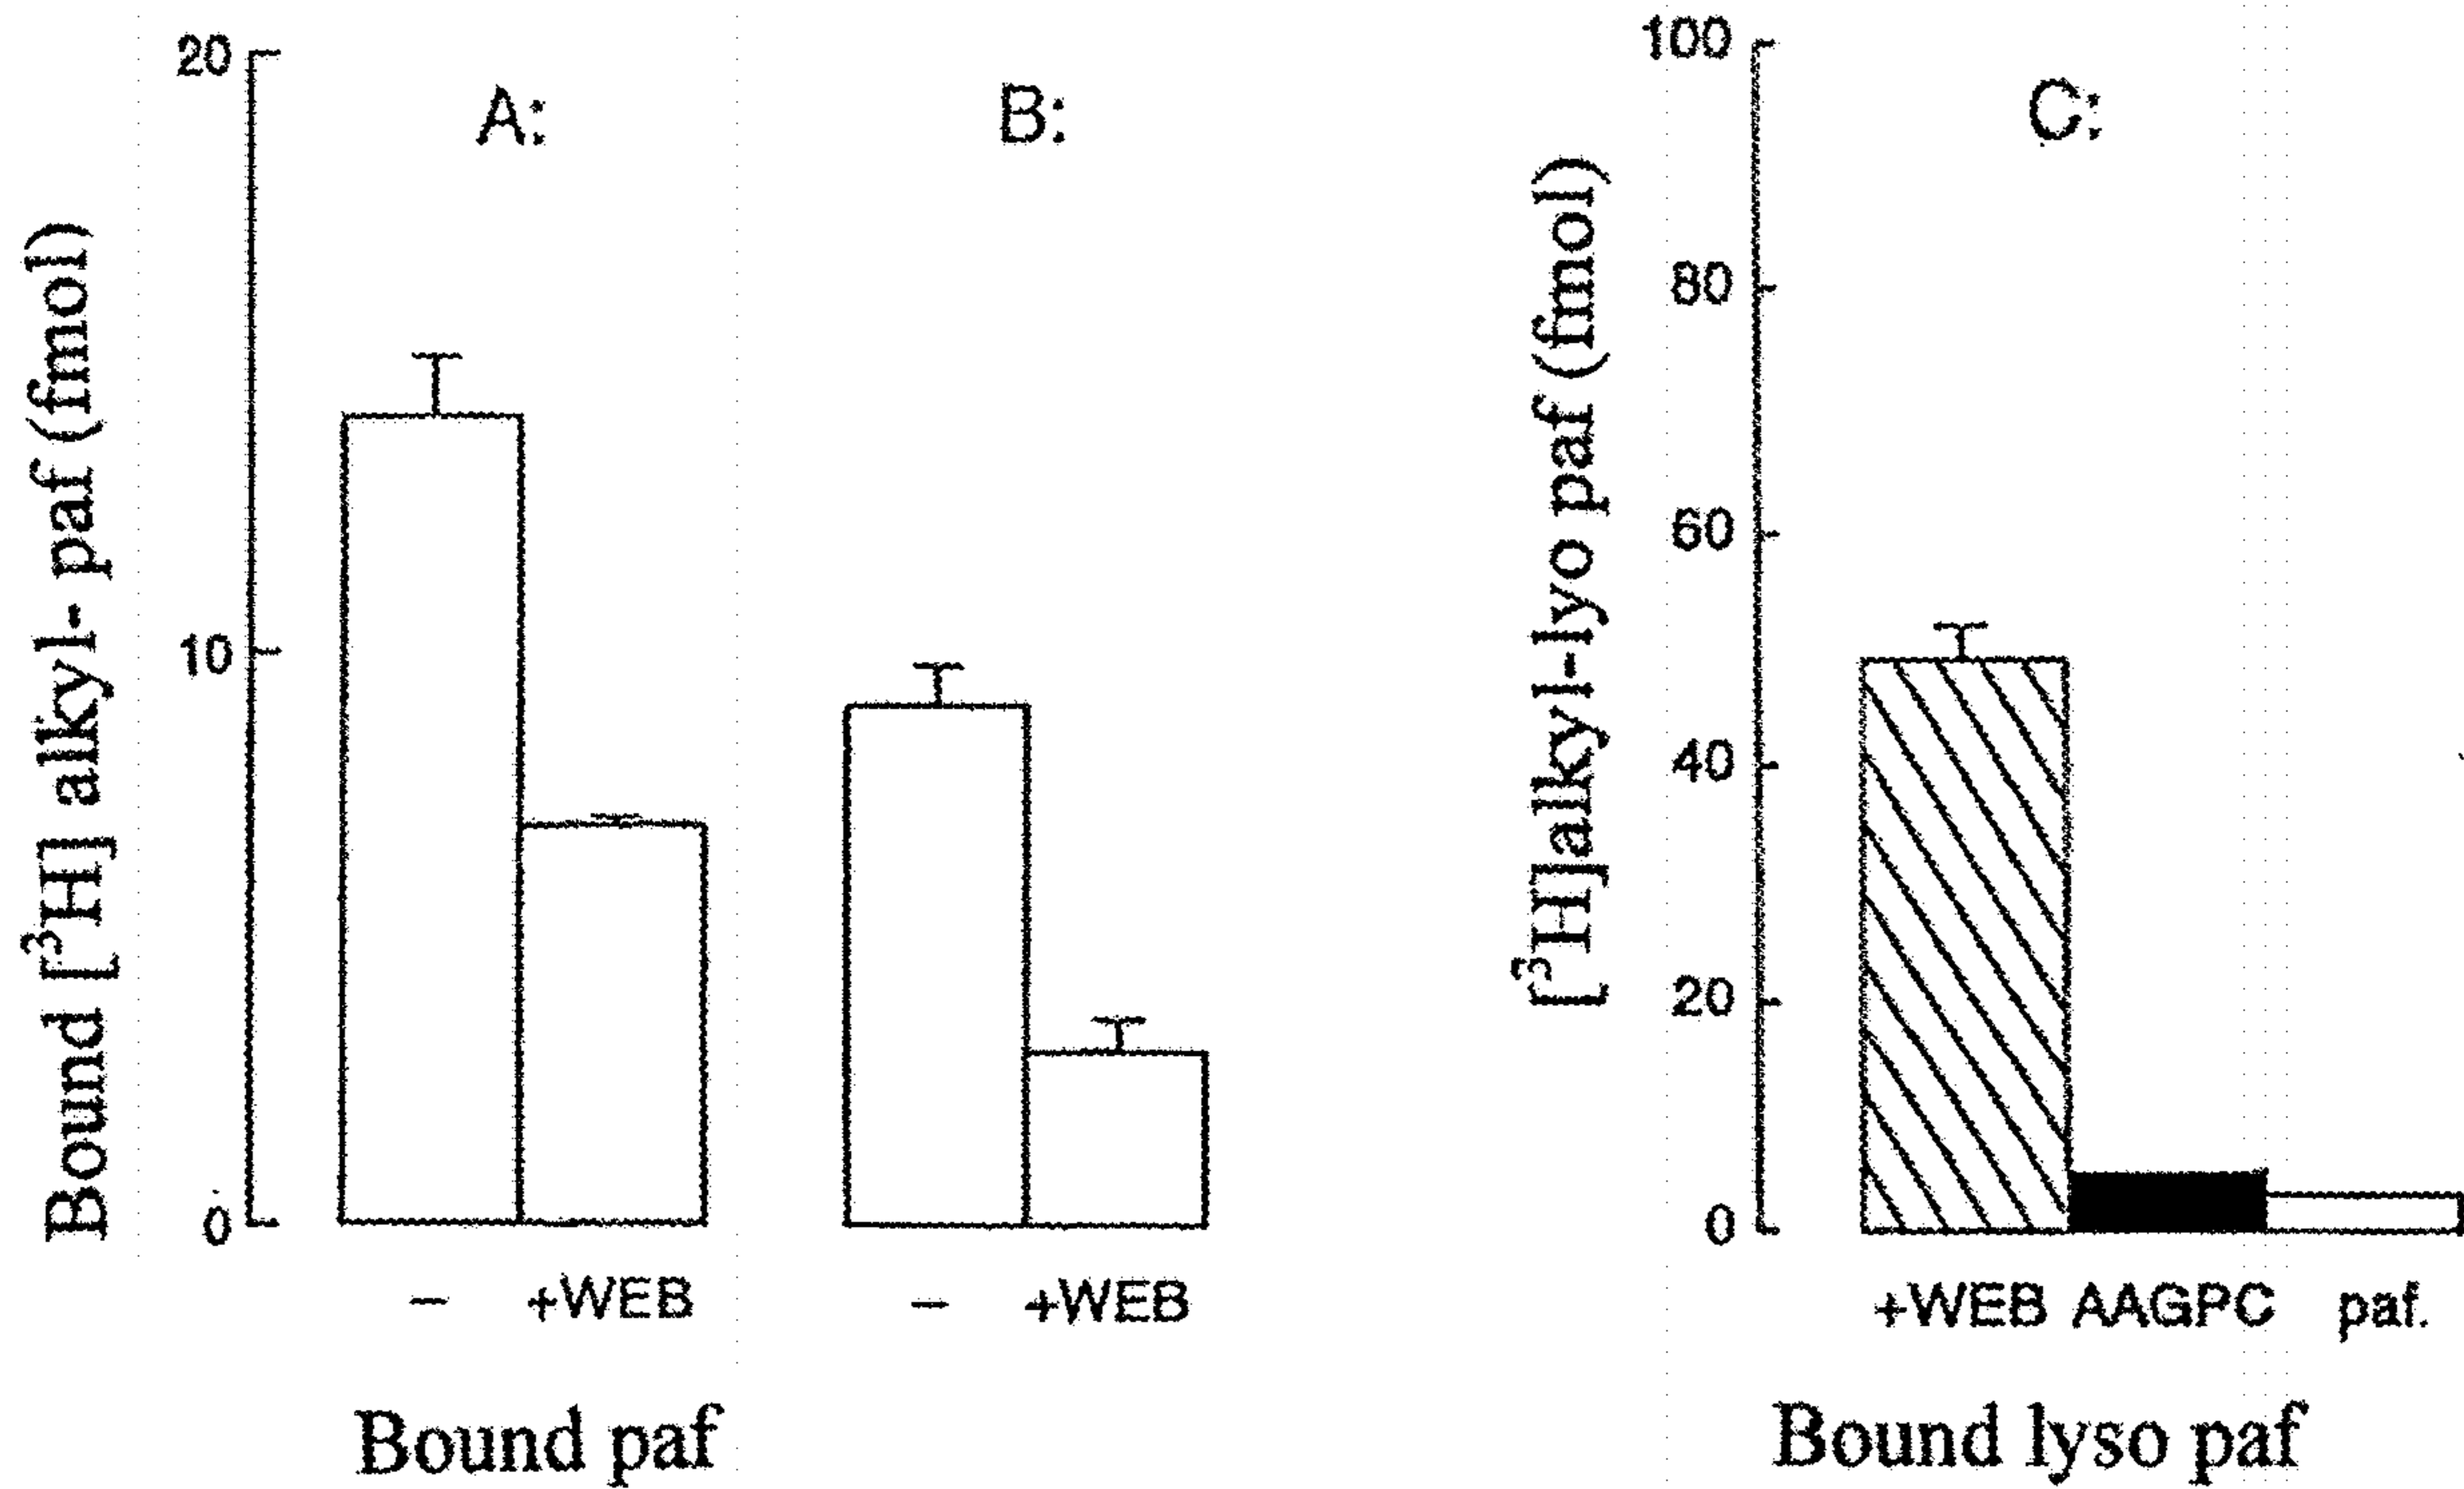 Bound [³H] alkyl- paf (fmol)
20
10
0
A:
B:
– +WEB
– +WEB
Bound paf
[³H]alkyl-lyo paf (fmol)
100
80
60
40
20
0
C:
+WEB AAGPC paf.
Bound lyso paf